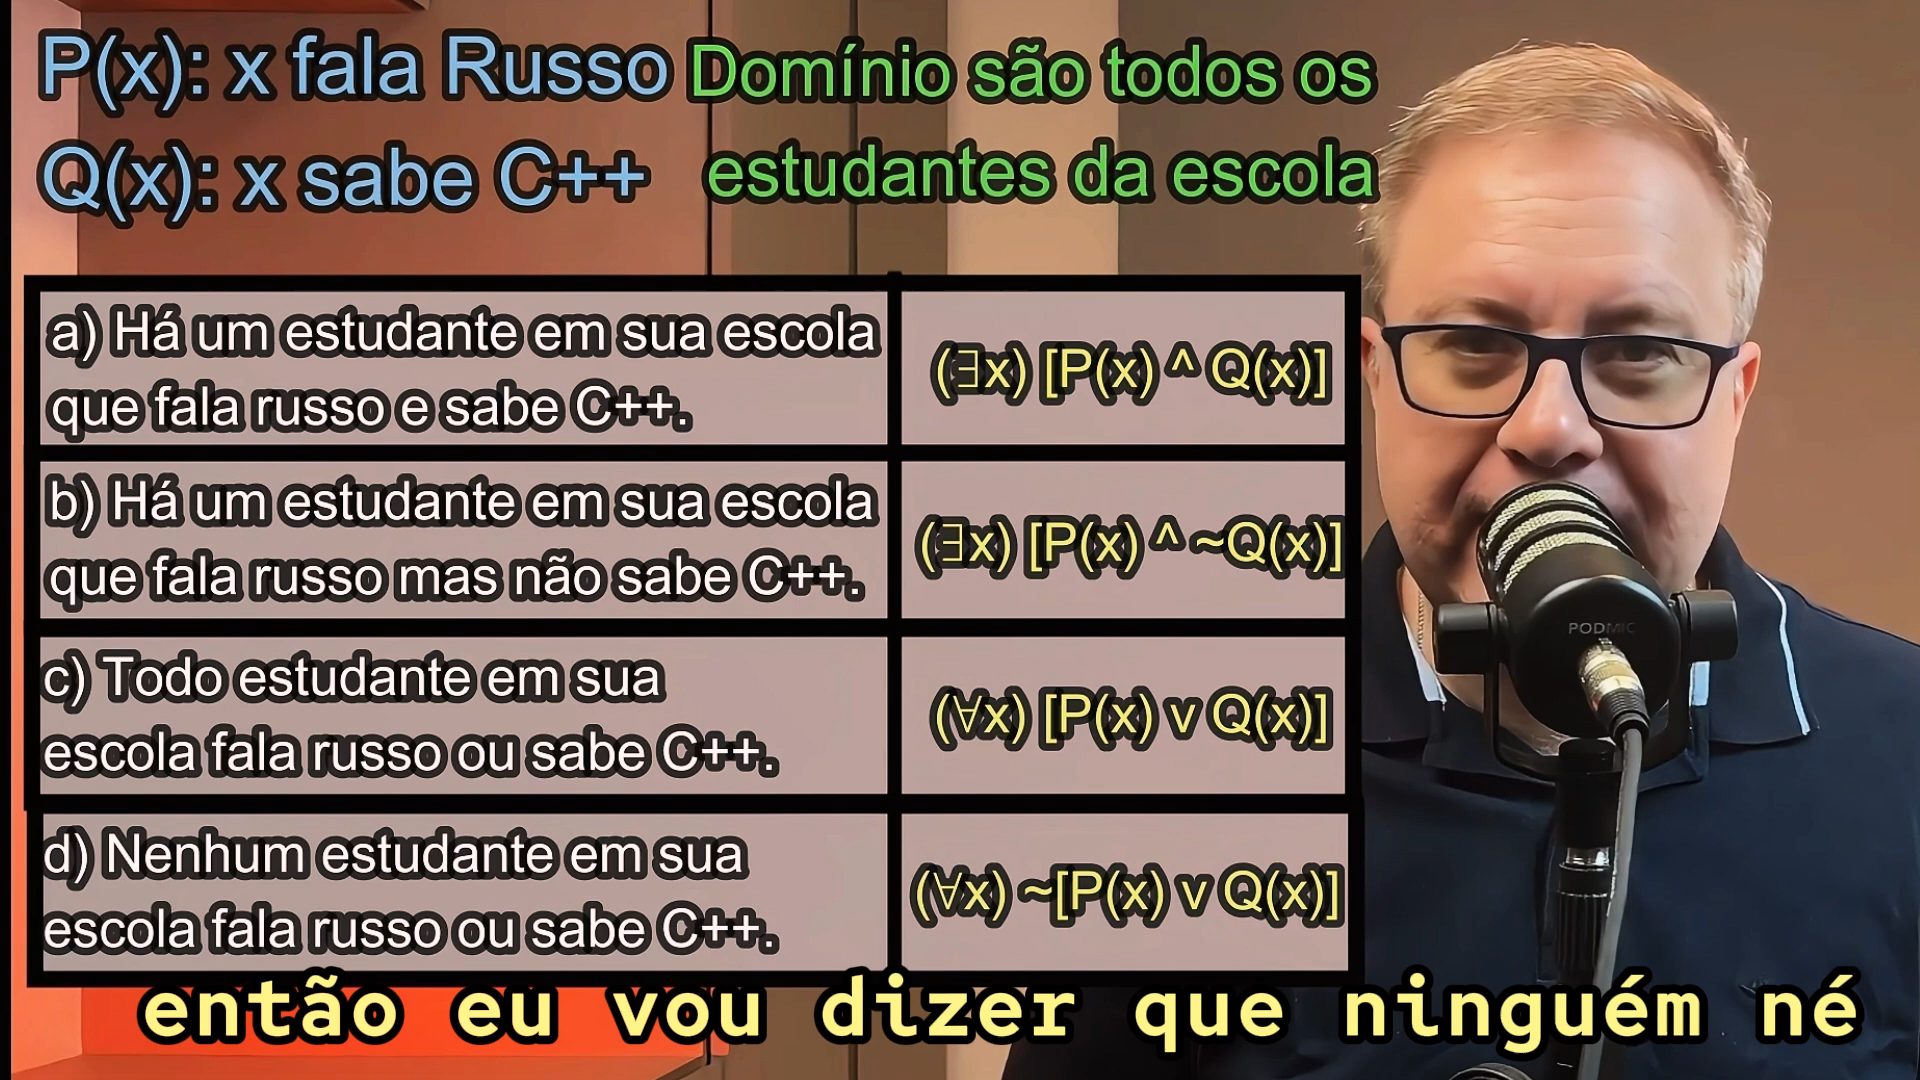 P(x): x fala Russo
Q(x): x sabe C++
Domínio são todos os
estudantes da escola
a) Há um estudante em sua escola
que fala russo e sabe C++.
(∃x) [P(x) ^ Q(x)]
b) Há um estudante em sua escola
que fala russo mas não sabe C++.
(∃x) [P(x) ^ ~Q(x)]
c) Todo estudante em sua
escola fala russo ou sabe C++.
(∀x) [P(x) v Q(x)]
d) Nenhum estudante em sua
escola fala russo ou sabe C++.
(∀x) ~[P(x) v Q(x)]
então eu vou dizer que ninguém né
PODMIC